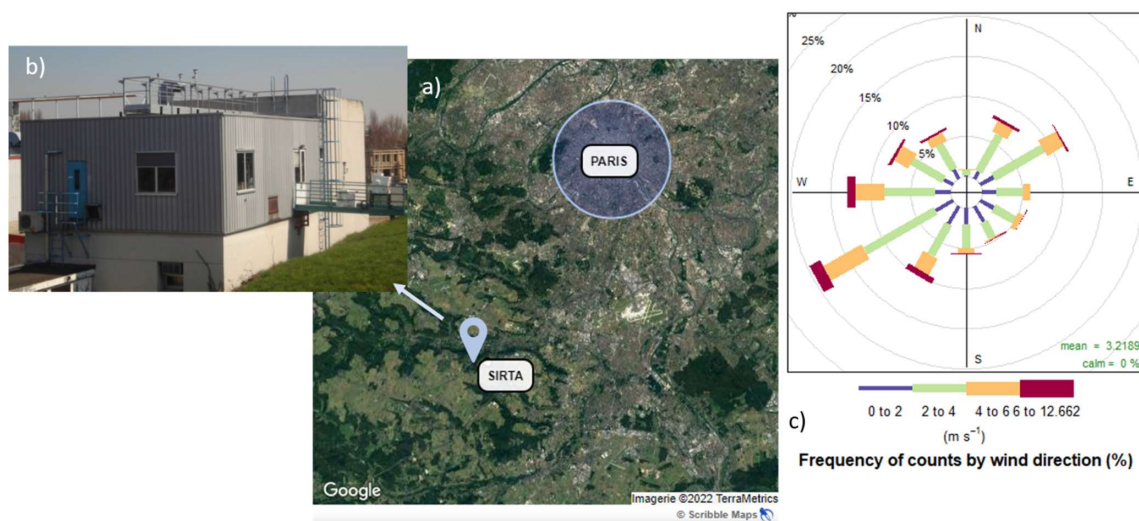 b)
a)
PARIS
SIRTA
Google
Imagerie ©2022 TerraMetrics
© Scribble Maps
25%
20%
15%
10%
5%
N
W
E
S
mean = 3.2189
calm = 0 %
0 to 2
2 to 4
4 to 6
6 to 12.662
(m s⁻¹)
c)
Frequency of counts by wind direction (%)